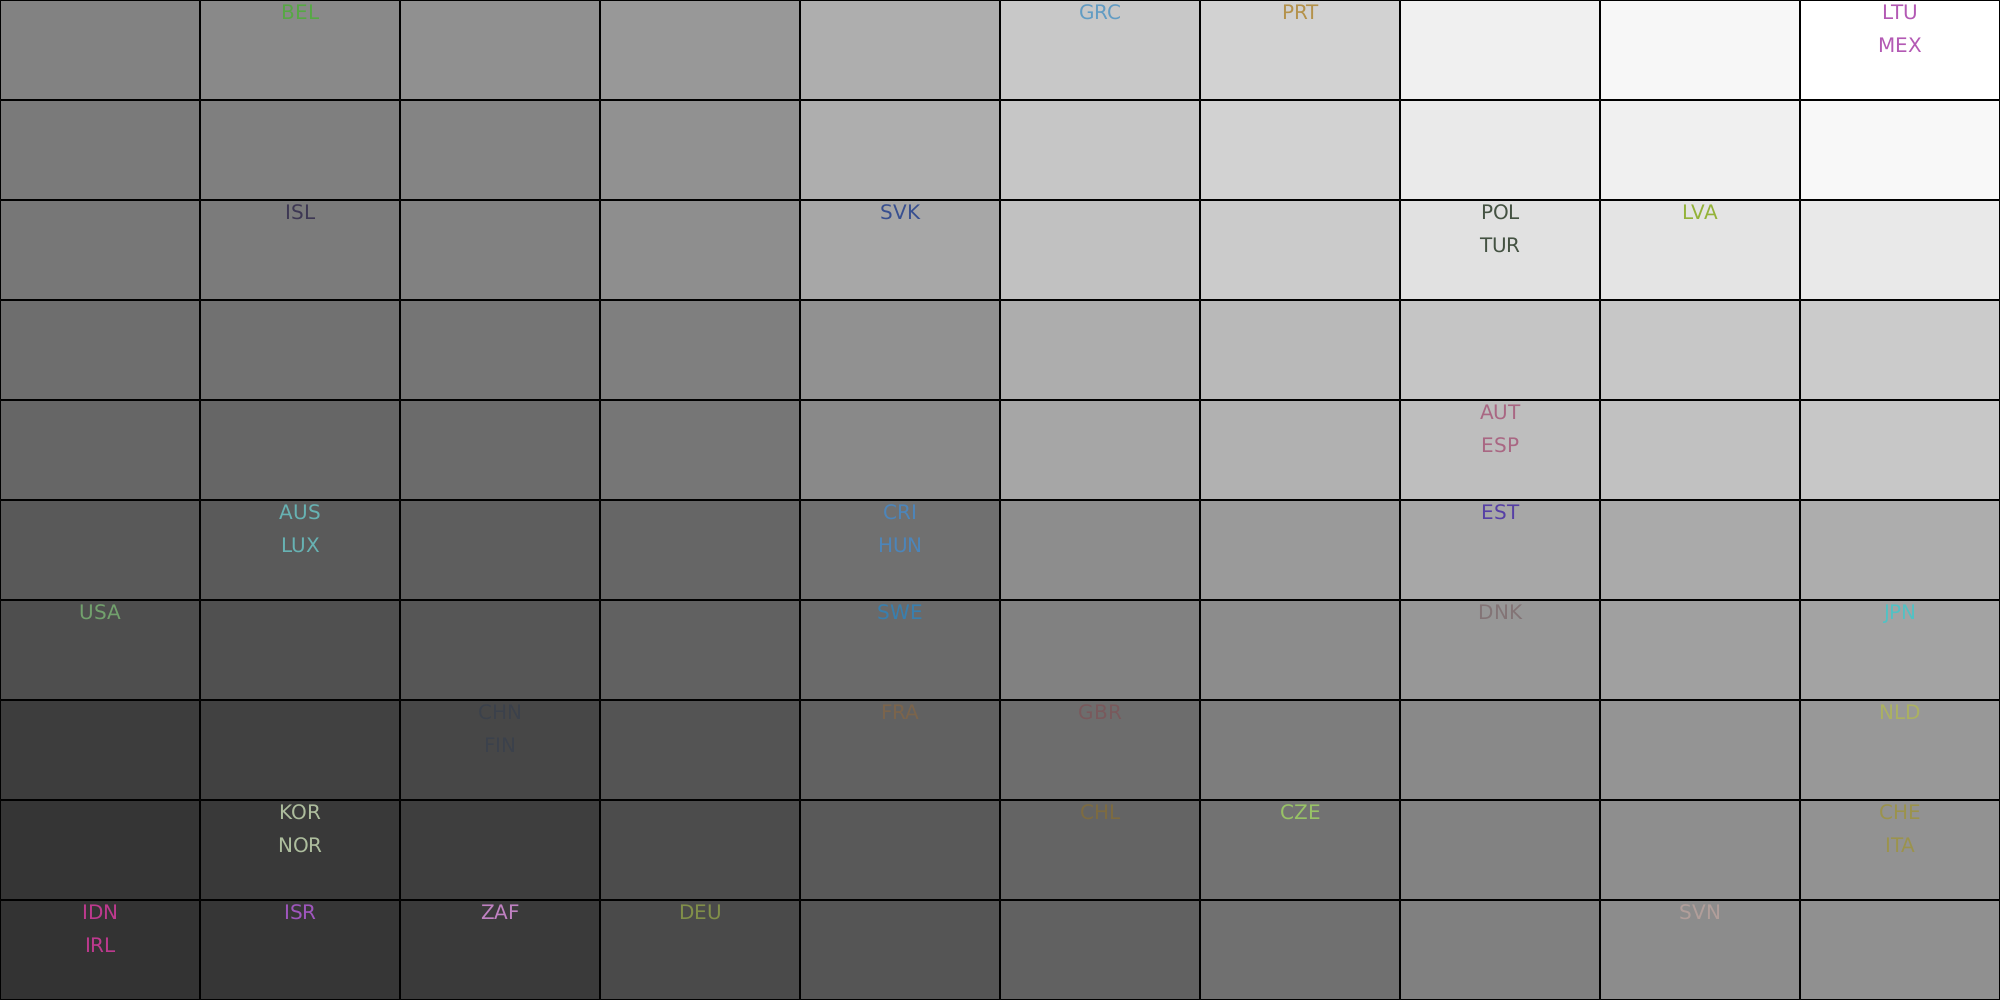 BEL
GRC
PRT
LTU
MEX
ISL
SVK
POL
TUR
LVA
AUT
ESP
AUS
LUX
CRI
HUN
EST
USA
SWE
DNK
JPN
CHN
FIN
FRA
GBR
NLD
KOR
NOR
CHL
CZE
CHE
ITA
IDN
IRL
ISR
ZAF
DEU
SVN